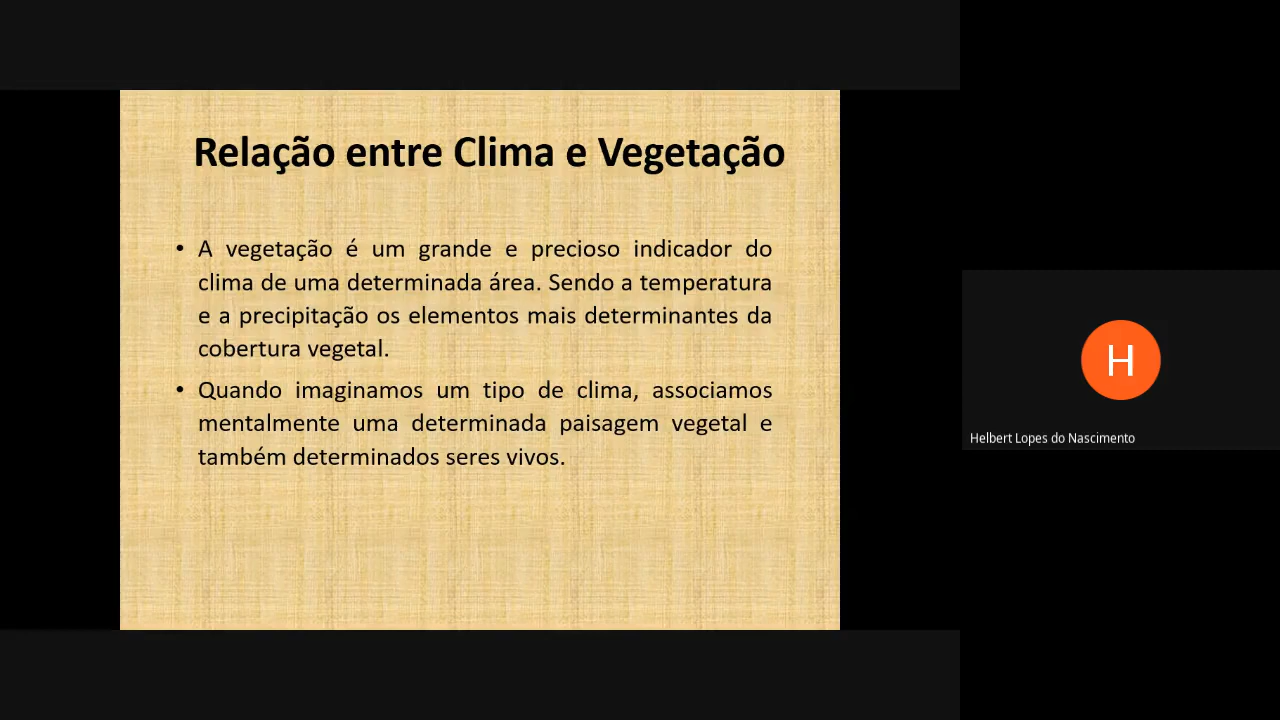 Relação entre Clima e Vegetação
• A vegetação é um grande e precioso indicador do
clima de uma determinada área. Sendo a temperatura
e a precipitação os elementos mais determinantes da
cobertura vegetal.
• Quando imaginamos um tipo de clima, associamos
mentalmente uma determinada paisagem vegetal e
também determinados seres vivos.
H
Helbert Lopes do Nascimento